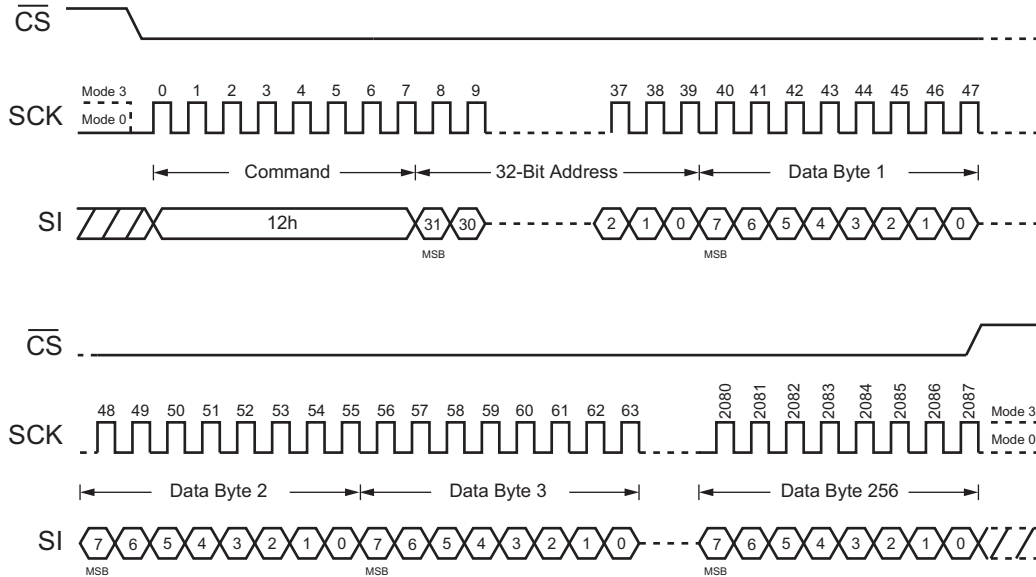 CS
Mode 3 0 1 2 3 4 5 6 7 8 9 37 38 39 40 41 42 43 44 45 46 47
SCK Mode 0
Command 32-Bit Address Data Byte 1
SI 12h 31 30 2 1 0 7 6 5 4 3 2 1 0
MSB MSB
CS
48 49 50 51 52 53 54 55 56 57 58 59 60 61 62 63 2080 2081 2082 2083 2084 2085 2086 2087 Mode 3
SCK Mode 0
Data Byte 2 Data Byte 3 Data Byte 256
SI 7 6 5 4 3 2 1 0 7 6 5 4 3 2 1 0 7 6 5 4 3 2 1 0
MSB MSB MSB